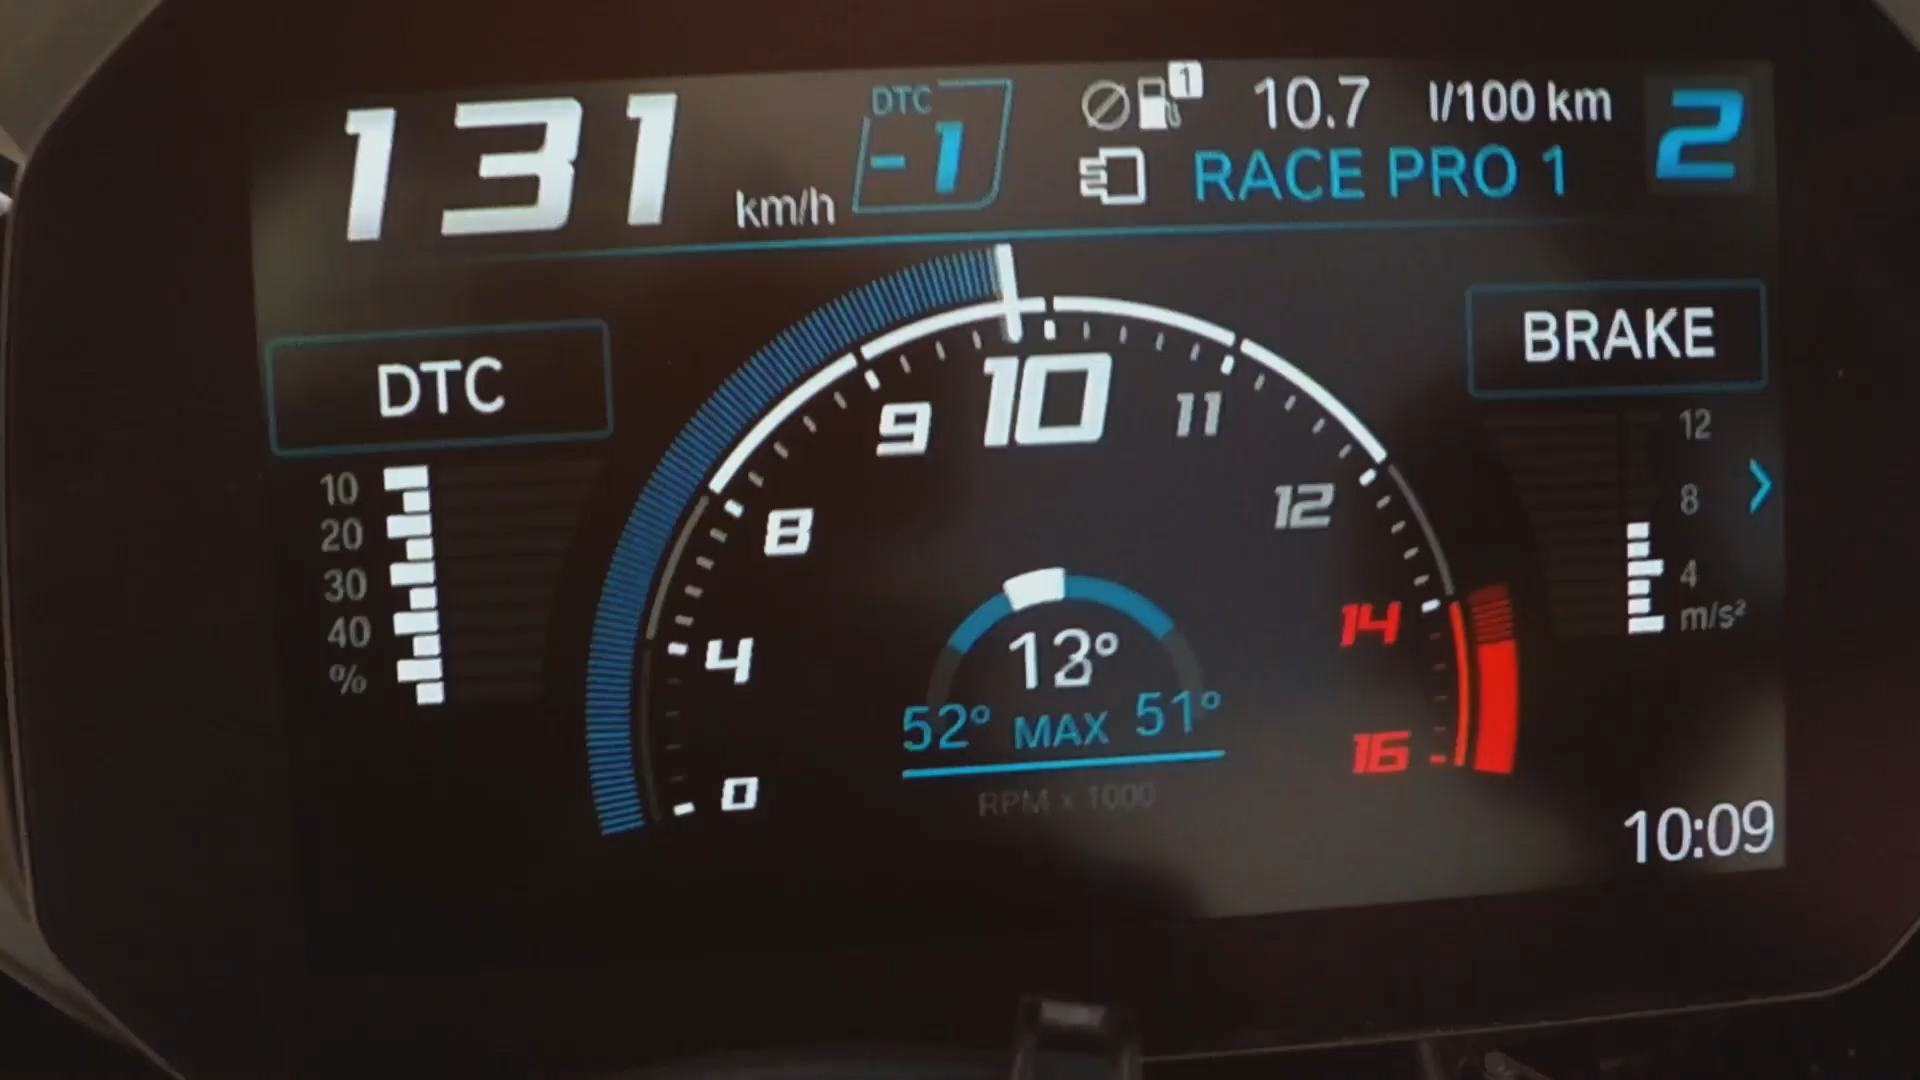 131 km/h
DTC
-1
1
10.7 l/100 km
RACE PRO 1
2
DTC
10
20
30
40
%
BRAKE
12
8
4
m/s²
0
4
8
9
10
11
12
14
16
52° MAX 51°
RPM x 1000
10:09